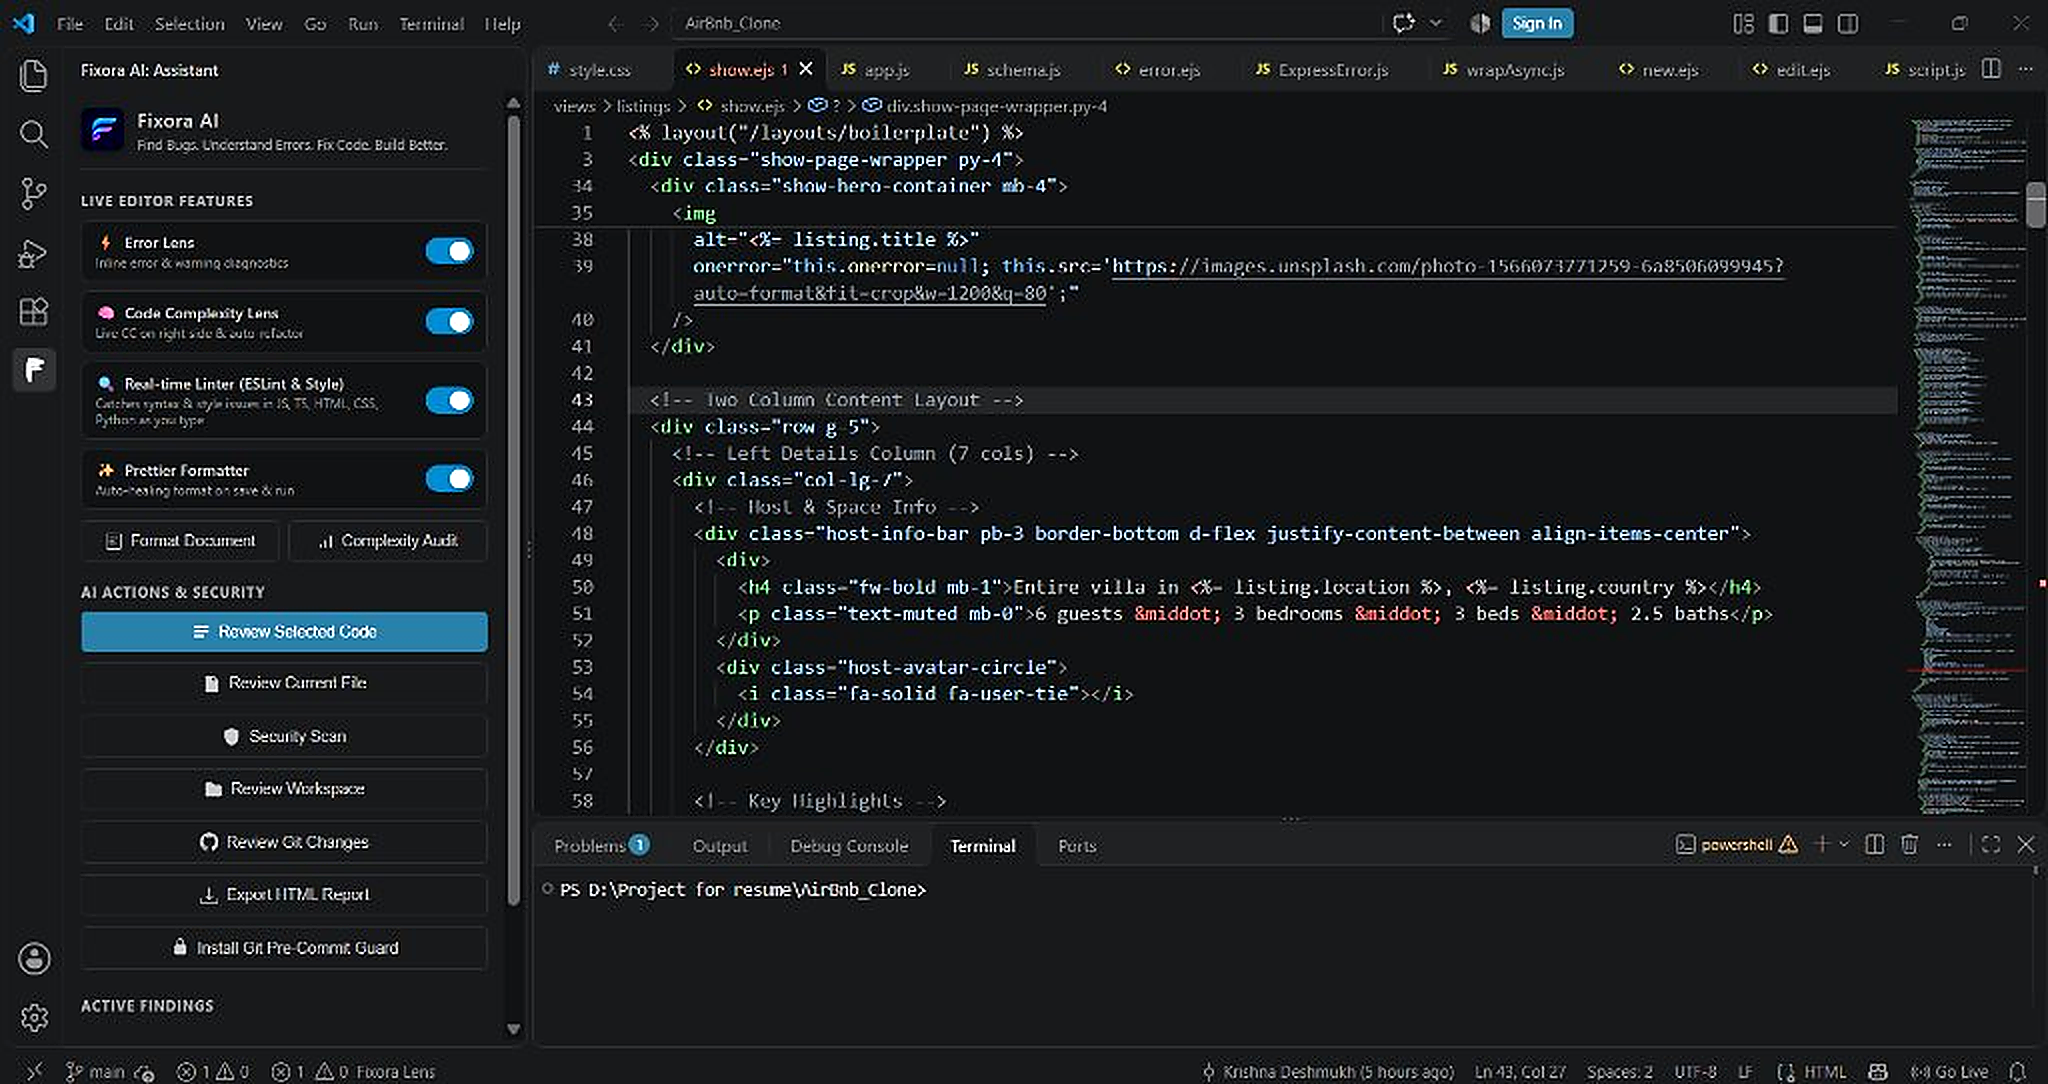 File Edit Selection View Go Run Terminal Help
AirBnb_Clone
Sign In
Fixora AI: Assistant
Fixora AI
Find Bugs. Understand Errors. Fix Code. Build Better.
LIVE EDITOR FEATURES
Error Lens
Inline error & warning diagnostics
Code Complexity Lens
Live CC on right side & auto-refactor
Real-time Linter (ESLint & Style)
Catches syntax & style issues in JS, TS, HTML, CSS,
Python as you type
Prettier Formatter
Auto-healing format on save & run
Format Document
Complexity Audit
AI ACTIONS & SECURITY
Review Selected Code
Review Current File
Security Scan
Review Workspace
Review Git Changes
Export HTML Report
Install Git Pre-Commit Guard
ACTIVE FINDINGS
# style.css <> show.ejs 1 JS app.js JS schema.js <> error.ejs JS ExpressError.js JS wrapAsync.js <> new.ejs <> edit.ejs JS script.js
views > listings > <> show.ejs > ? > div.show-page-wrapper.py-4
1 <% layout("/layouts/boilerplate") %>
3 <div class="show-page-wrapper py-4">
34 <div class="show-hero-container mb-4">
35 <img
38 alt="<%= listing.title %>"
39 onerror="this.onerror=null; this.src='https://images.unsplash.com/photo-1566073771259-6a8506099945?
auto=format&fit=crop&w=1200&q=80';"
40 />
41 </div>
42
43 <!-- Two Column Content Layout -->
44 <div class="row g-5">
45 <!-- Left Details Column (7 cols) -->
46 <div class="col-lg-7">
47 <!-- Host & Space Info -->
48 <div class="host-info-bar pb-3 border-bottom d-flex justify-content-between align-items-center">
49 <div>
50 <h4 class="fw-bold mb-1">Entire villa in <%= listing.location %>, <%= listing.country %></h4>
51 <p class="text-muted mb-0">6 guests &middot; 3 bedrooms &middot; 3 beds &middot; 2.5 baths</p>
52 </div>
53 <div class="host-avatar-circle">
54 <i class="fa-solid fa-user-tie"></i>
55 </div>
56 </div>
57
58 <!-- Key Highlights -->
Problems 1 Output Debug Console Terminal Ports
powershell
PS D:\Project for resume\AirBnb_Clone>
main 1 0 1 0 Fixora Lens
Krishna Deshmukh (5 hours ago) Ln 43, Col 27 Spaces: 2 UTF-8 LF HTML Go Live